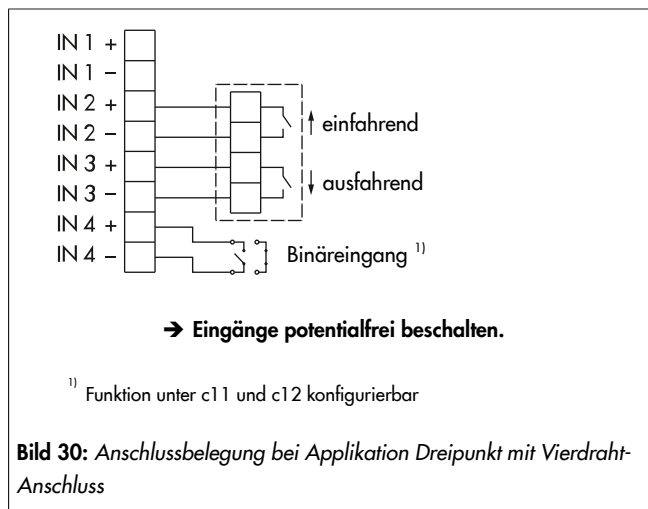 IN 1 +
IN 1 –
IN 2 +
IN 2 –
IN 3 +
IN 3 –
IN 4 +
IN 4 –
einfahrend
ausfahrend
Binäreingang 1)
➔ Eingänge potentialfrei beschalten.
1) Funktion unter c11 und c12 konfigurierbar
Bild 30: Anschlussbelegung bei Applikation Dreipunkt mit Vierdraht-
Anschluss